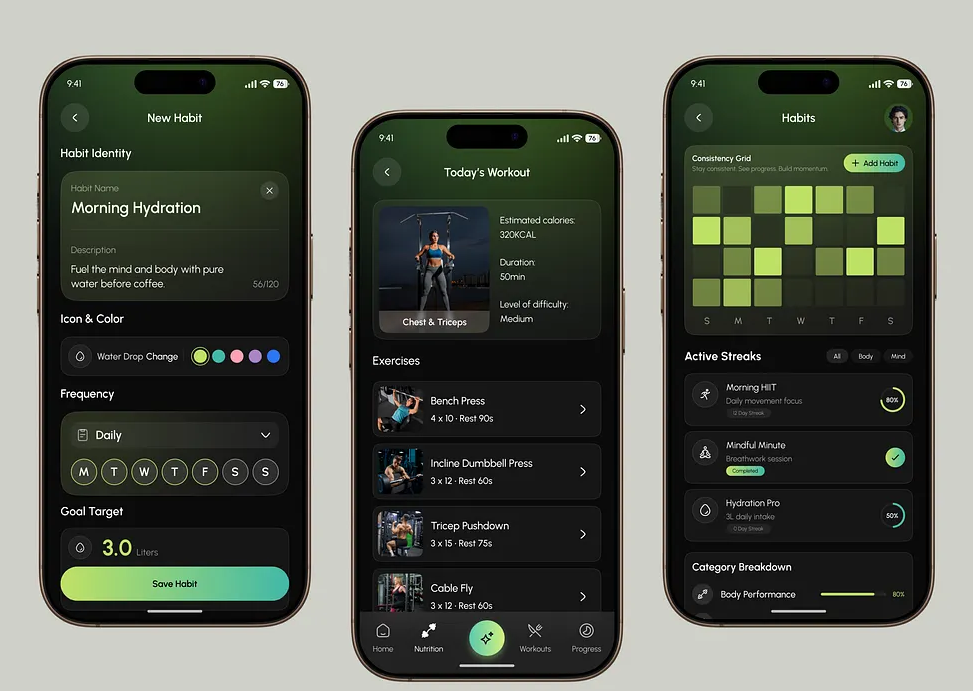 9:41
76
New Habit
Habit Identity
Habit Name
Morning Hydration
Description
Fuel the mind and body with pure
water before coffee.
56/120
Icon & Color
Water Drop Change
Frequency
Daily
M T W T F S S
Goal Target
3.0 Liters
Save Habit
9:41
76
Today's Workout
Estimated calories:
320KCAL
Duration:
50min
Level of difficulty:
Medium
Chest & Triceps
Exercises
Bench Press
4 x 10 · Rest 90s
Incline Dumbbell Press
3 x 12 · Rest 60s
Tricep Pushdown
3 x 15 · Rest 75s
Cable Fly
3 x 12 · Rest 60s
Home
Nutrition
Workouts
Progress
9:41
76
Habits
Consistency Grid
Stay consistent. See progress. Build momentum.
+ Add Habit
S M T W T F S
Active Streaks
All
Body
Mind
Morning HIIT
Daily movement focus
12 Day Streak
80%
Mindful Minute
Breathwork session
Completed
Hydration Pro
3L daily intake
0 Day Streak
50%
Category Breakdown
Body Performance
80%